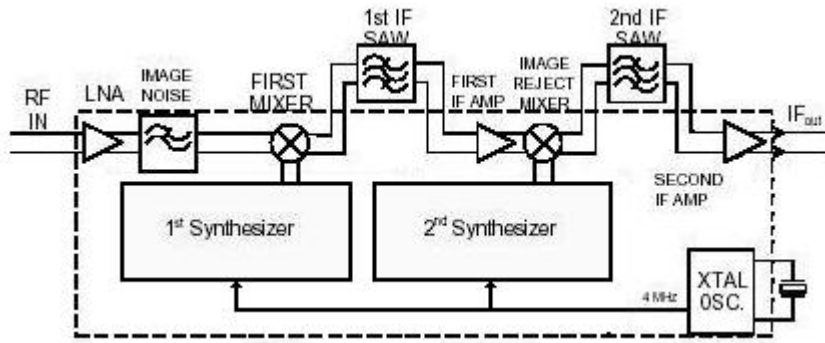 1st IF
SAW
2nd IF
SAW
RF
IN
LNA
IMAGE
NOISE
FIRST
MIXER
FIRST
IF AMP
IMAGE
REJECT
MIXER
IFout
SECOND
IF AMP
1st Synthesizer
2nd Synthesizer
4 MHz
XTAL
OSC.